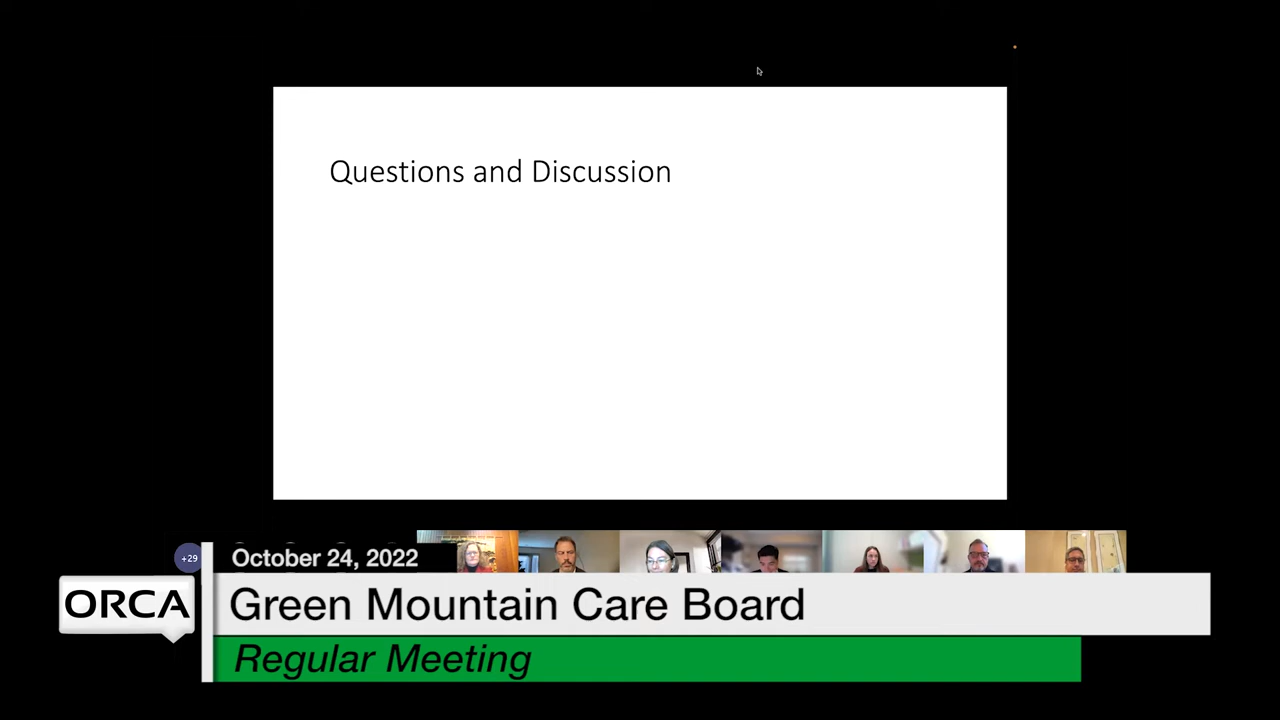 Questions and Discussion
+29
October 24, 2022
ORCA
Green Mountain Care Board
Regular Meeting